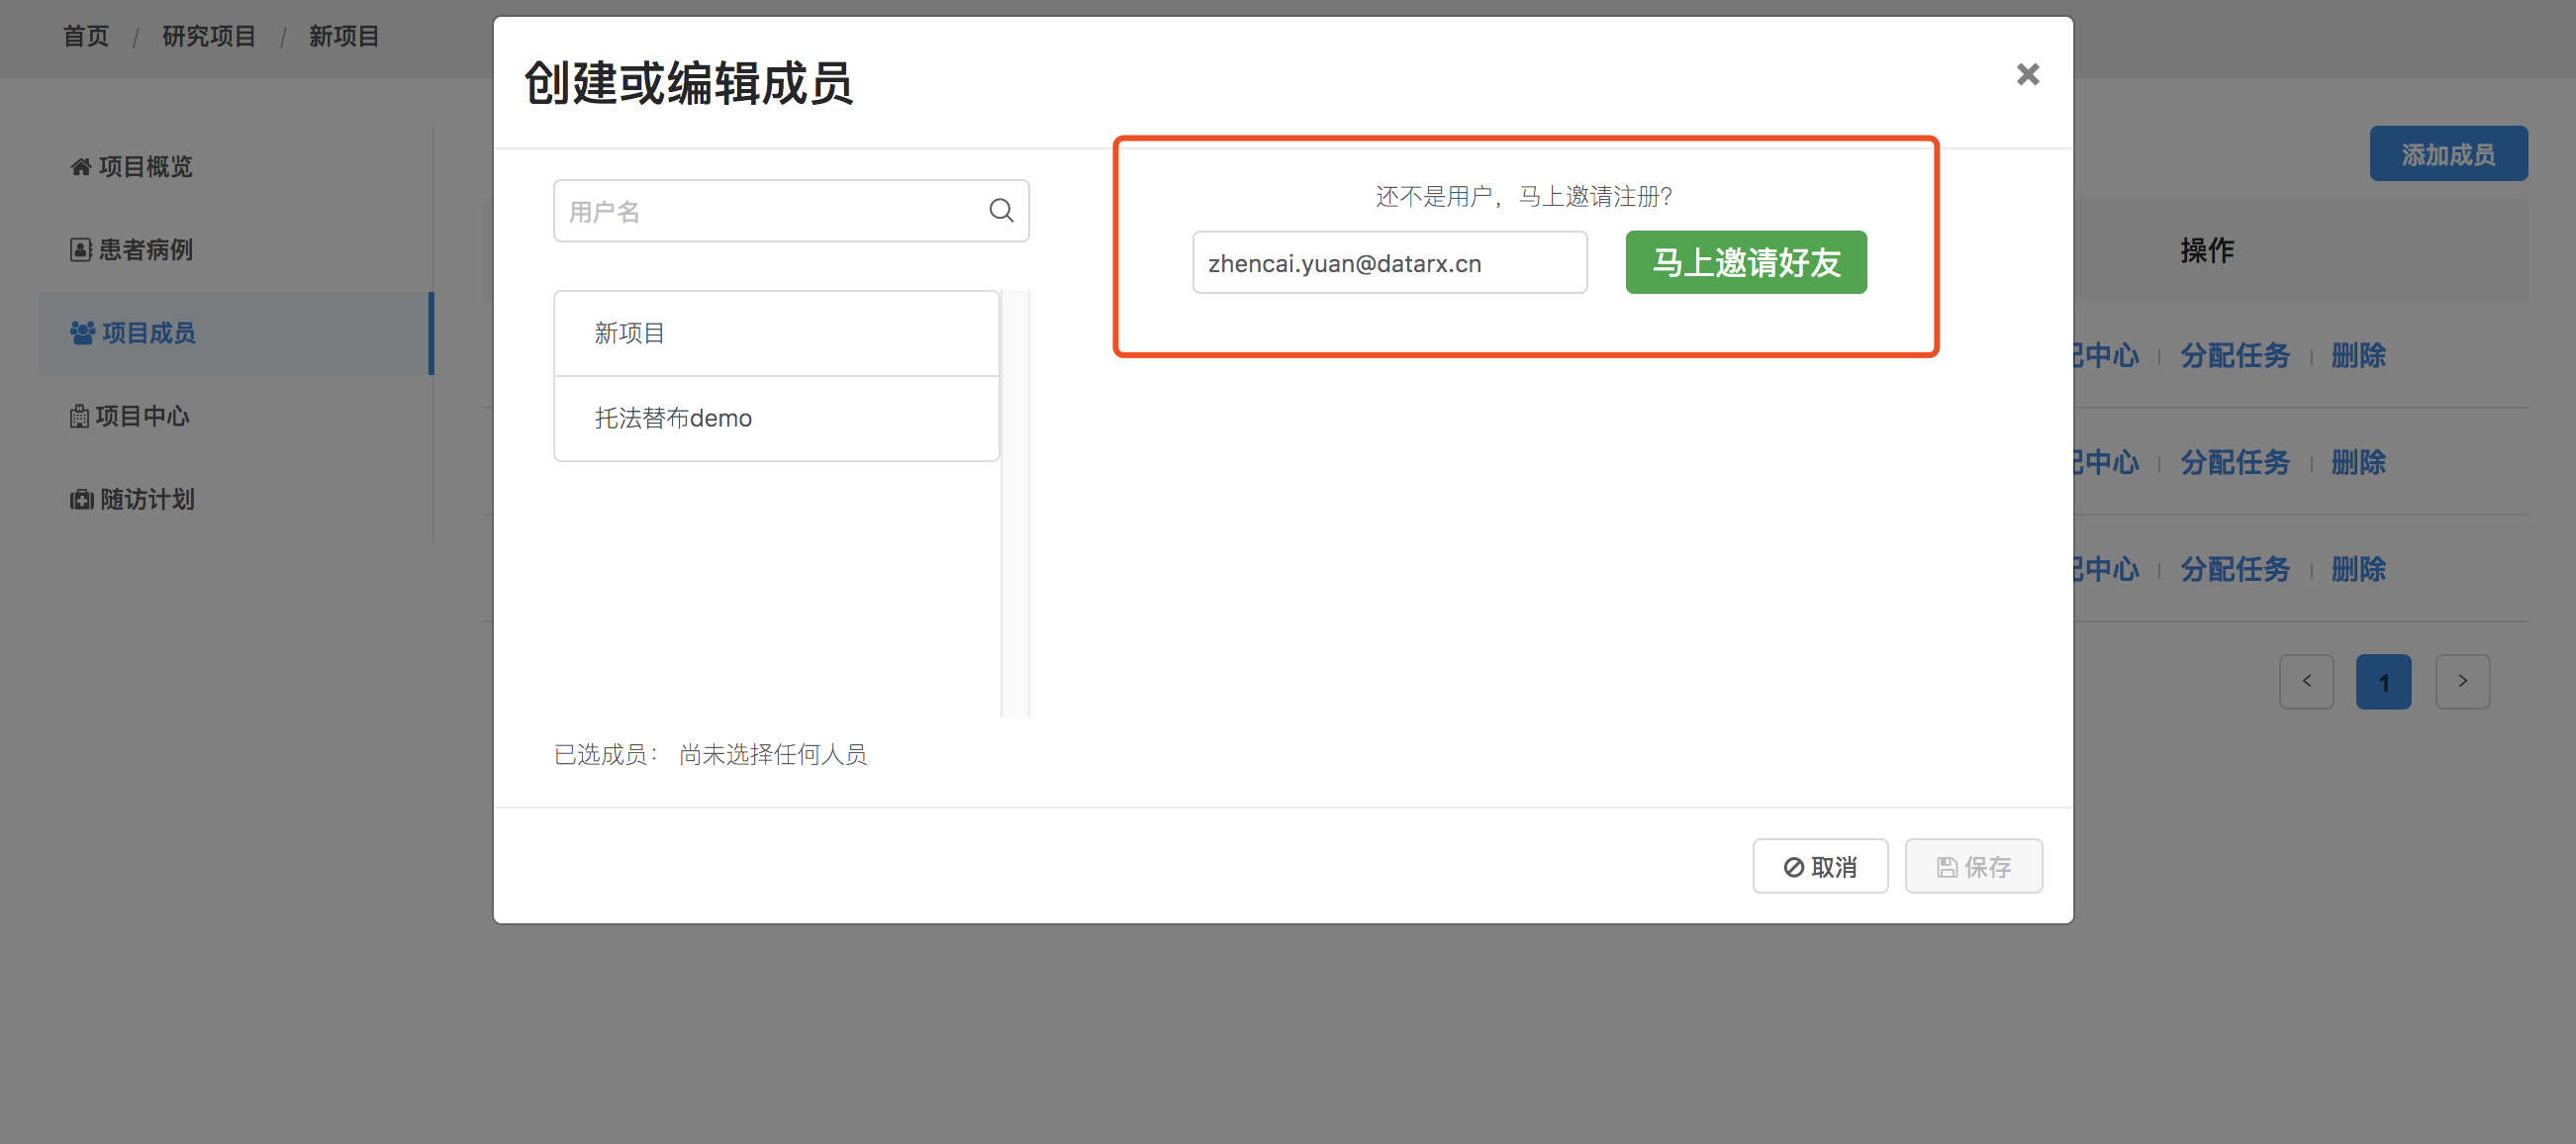 首页 / 研究项目 / 新项目
创建或编辑成员
项目概览
患者病例
项目成员
项目中心
随访计划
用户名
新项目
托法替布demo
已选成员： 尚未选择任何人员
还不是用户，马上邀请注册？
zhencai.yuan@datarx.cn
马上邀请好友
取消
保存
添加成员
操作
中心 | 分配任务 | 删除
中心 | 分配任务 | 删除
中心 | 分配任务 | 删除
< 1 >